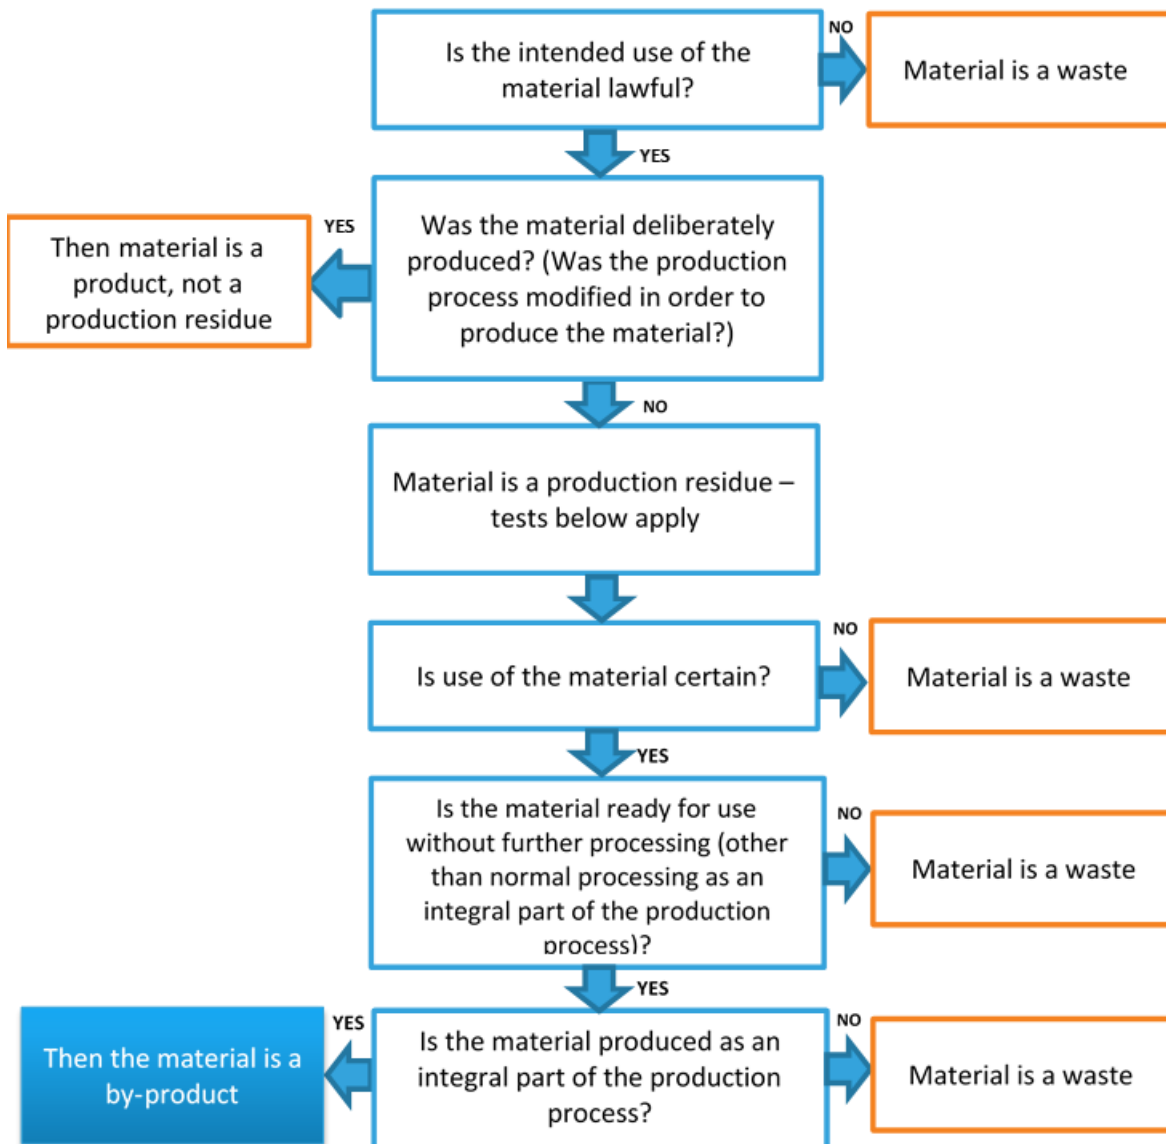 Is the intended use of the
material lawful?
NO
Material is a waste
YES
Then material is a
product, not a
production residue
YES
Was the material deliberately
produced? (Was the production
process modified in order to
produce the material?)
NO
Material is a production residue –
tests below apply
Is use of the material certain?
NO
Material is a waste
YES
Is the material ready for use
without further processing (other
than normal processing as an
integral part of the production
process)?
NO
Material is a waste
YES
Then the material is a
by-product
YES
Is the material produced as an
integral part of the production
process?
NO
Material is a waste